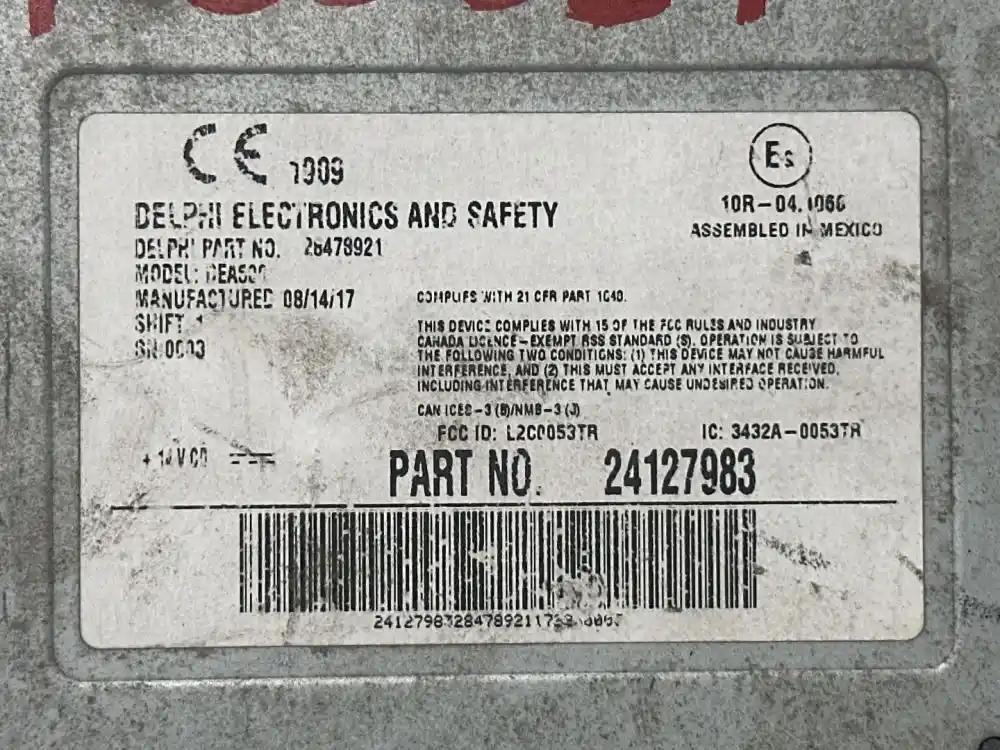 CE 1909
DELPHI ELECTRONICS AND SAFETY
DELPHI PART NO. 28478921
MODEL:
MANUFACTURED 08/14/17
SHIFT 1
SN 0003
10R-04
ASSEMBLED IN MEXICO
COMPLIES WITH 21 CFR PART 1040.
THIS DEVICE COMPLIES WITH 15 OF THE FCC RULES AND INDUSTRY
CANADA LICENCE-EXEMPT RSS STANDARD (S). OPERATION IS SUBJECT TO
THE FOLLOWING TWO CONDITIONS: (1) THIS DEVICE MAY NOT CAUSE HARMFUL
INTERFERENCE, AND (2) THIS MUST ACCEPT ANY INTERFACE RECEIVED,
INCLUDING INTERFERENCE THAT MAY CAUSE UNDESIRED OPERATION.
CAN ICES-3 (B)/NMB-3 (J)
FCC ID: L2C0053TR IC: 3432A-0053TR
PART NO. 24127983